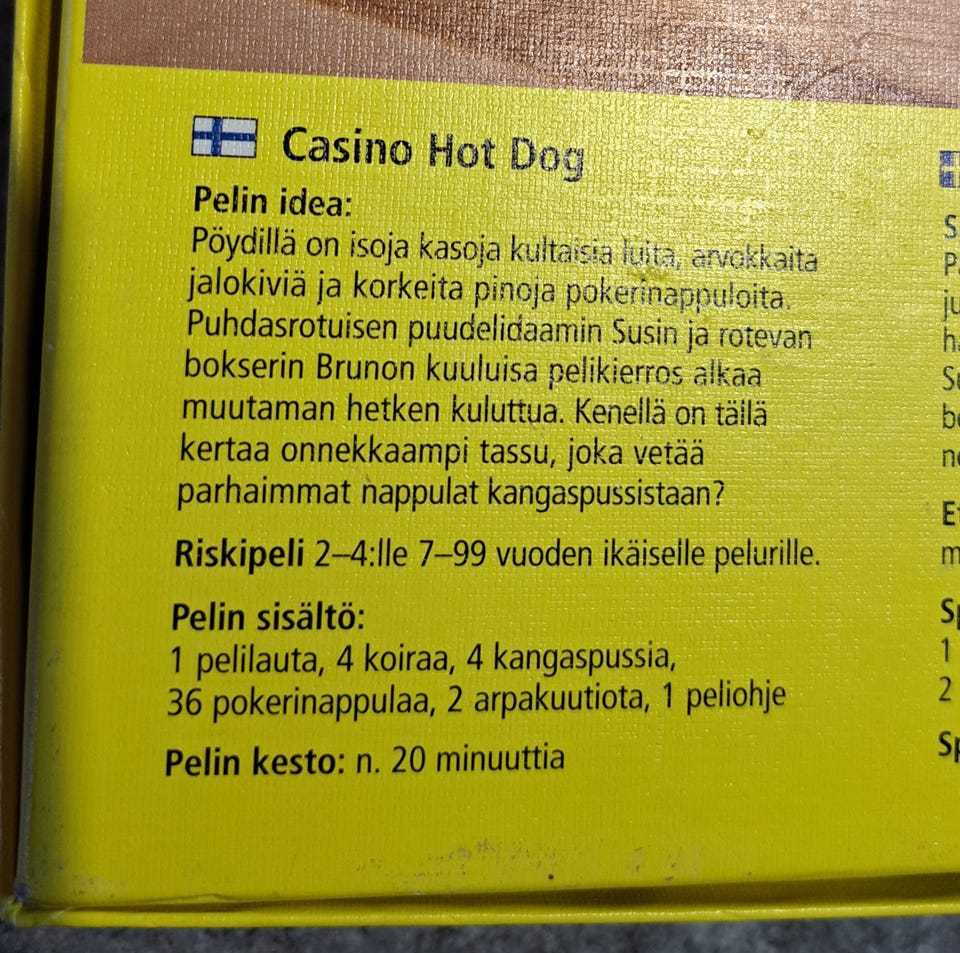 Casino Hot Dog
Pelin idea:
Pöydillä on isoja kasoja kultaisia luita, arvokkaita
jalokiviä ja korkeita pinoja pokerinappuloita.
Puhdasrotuisen puudelidaamin Susin ja rotevan
bokserin Brunon kuuluisa pelikierros alkaa
muutaman hetken kuluttua. Kenellä on tällä
kertaa onnekkaampi tassu, joka vetää
parhaimmat nappulat kangaspussistaan?
Riskipeli 2–4:lle 7–99 vuoden ikäiselle pelurille.
Pelin sisältö:
1 pelilauta, 4 koiraa, 4 kangaspussia,
36 pokerinappulaa, 2 arpakuutiota, 1 peliohje
Pelin kesto: n. 20 minuuttia
1
2